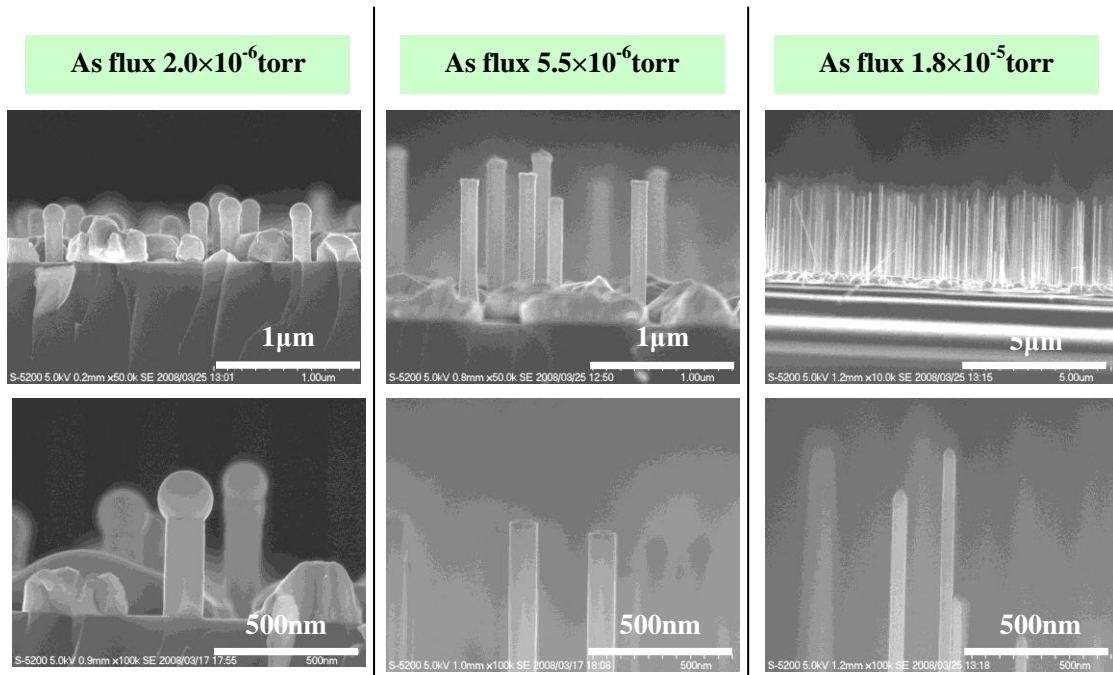 As flux 2.0×10⁻⁶torr
As flux 5.5×10⁻⁶torr
As flux 1.8×10⁻⁵torr
1μm
S-5200 5.0kV 0.2mm x50.0k SE 2008/03/25 13:01
1.00um
1μm
S-5200 5.0kV 0.8mm x50.0k SE 2008/03/25 12:50
1.00um
5μm
S-5200 5.0kV 1.2mm x10.0k SE 2008/03/25 13:15
5.00um
500nm
S-5200 5.0kV 0.9mm x100k SE 2008/03/17 17:55
500nm
500nm
S-5200 5.0kV 1.0mm x100k SE 2008/03/17 18:08
500nm
500nm
S-5200 5.0kV 1.2mm x100k SE 2008/03/25 13:18
500nm